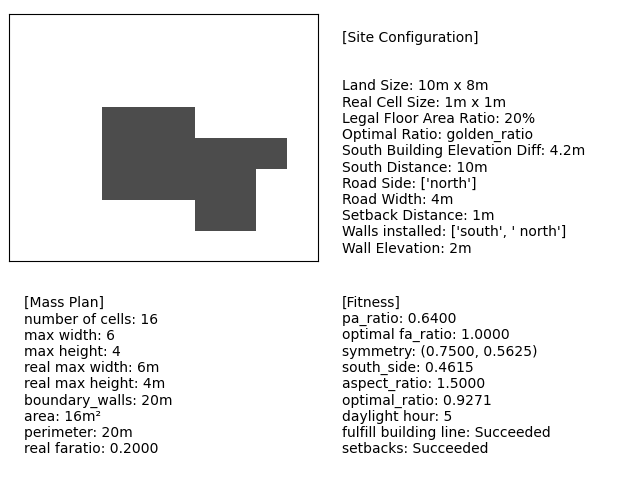 [Site Configuration]
Land Size: 10m x 8m
Real Cell Size: 1m x 1m
Legal Floor Area Ratio: 20%
Optimal Ratio: golden_ratio
South Building Elevation Diff: 4.2m
South Distance: 10m
Road Side: ['north']
Road Width: 4m
Setback Distance: 1m
Walls installed: ['south', ' north']
Wall Elevation: 2m
[Mass Plan]
number of cells: 16
max width: 6
max height: 4
real max width: 6m
real max height: 4m
boundary_walls: 20m
area: 16m²
perimeter: 20m
real faratio: 0.2000
[Fitness]
pa_ratio: 0.6400
optimal fa_ratio: 1.0000
symmetry: (0.7500, 0.5625)
south_side: 0.4615
aspect_ratio: 1.5000
optimal_ratio: 0.9271
daylight hour: 5
fulfill building line: Succeeded
setbacks: Succeeded